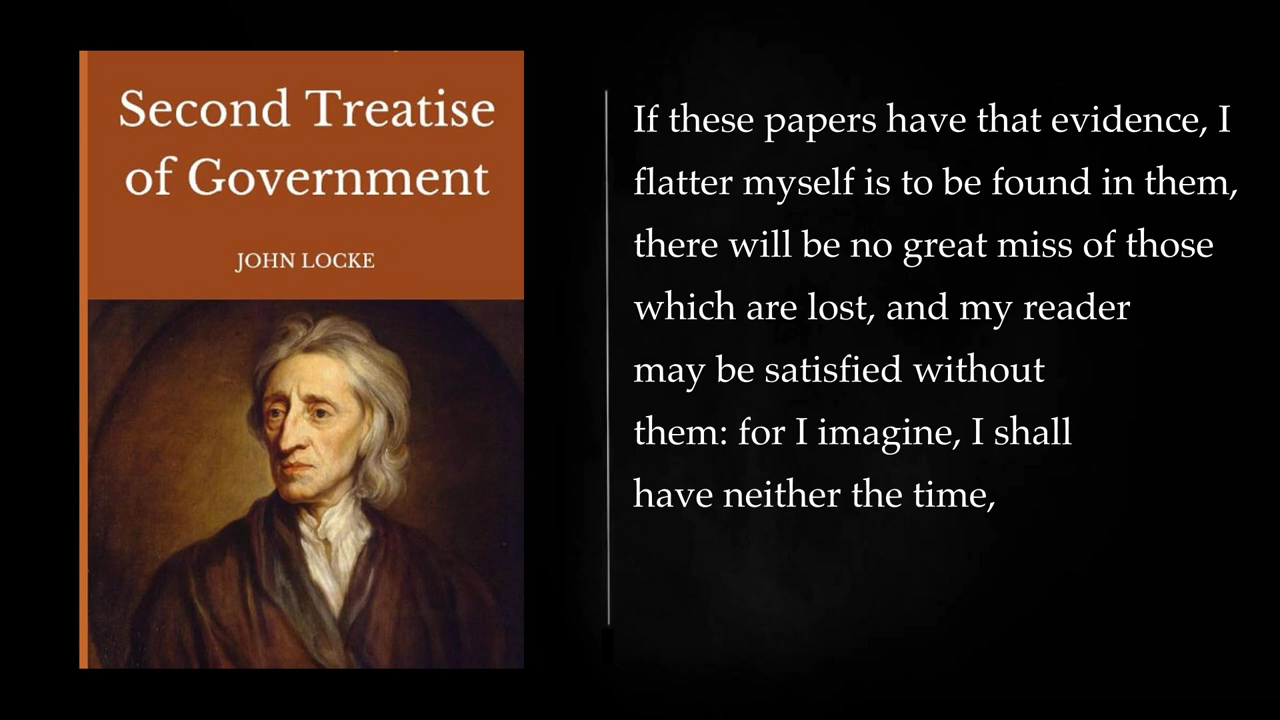 Second Treatise
of Government
JOHN LOCKE
If these papers have that evidence, I
flatter myself is to be found in them,
there will be no great miss of those
which are lost, and my reader
may be satisfied without
them: for I imagine, I shall
have neither the time,